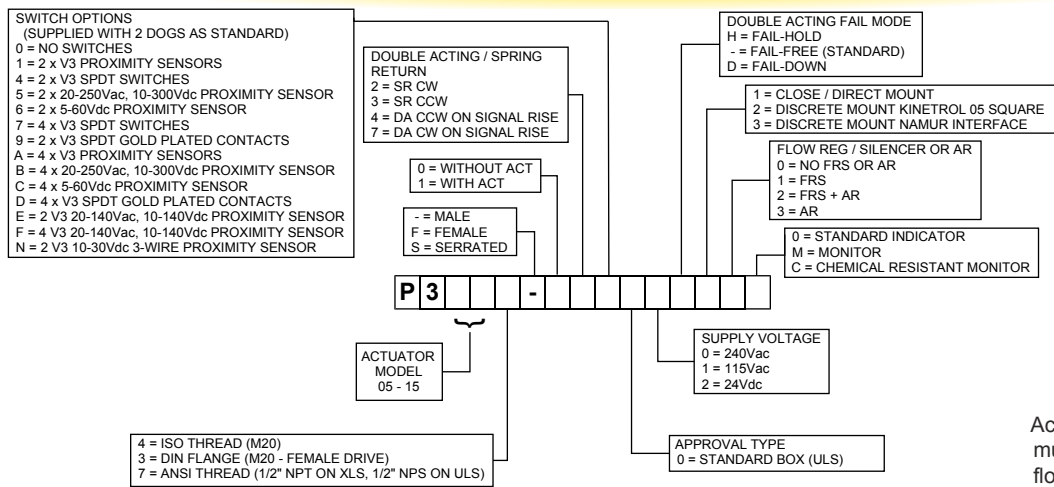 SWITCH OPTIONS
(SUPPLIED WITH 2 DOGS AS STANDARD)
0 = NO SWITCHES
1 = 2 x V3 PROXIMITY SENSORS
4 = 2 x V3 SPDT SWITCHES
5 = 2 x 20-250Vac, 10-300Vdc PROXIMITY SENSOR
6 = 2 x 5-60Vdc PROXIMITY SENSOR
7 = 4 x V3 SPDT SWITCHES
9 = 2 x V3 SPDT GOLD PLATED CONTACTS
A = 4 x V3 PROXIMITY SENSORS
B = 4 x 20-250Vac, 10-300Vdc PROXIMITY SENSOR
C = 4 x 5-60Vdc PROXIMITY SENSOR
D = 4 x V3 SPDT GOLD PLATED CONTACTS
E = 2 V3 20-140Vac, 10-140Vdc PROXIMITY SENSOR
F = 4 V3 20-140Vac, 10-140Vdc PROXIMITY SENSOR
N = 2 V3 10-30Vdc 3-WIRE PROXIMITY SENSOR
DOUBLE ACTING / SPRING
RETURN
2 = SR CW
3 = SR CCW
4 = DA CCW ON SIGNAL RISE
7 = DA CW ON SIGNAL RISE
0 = WITHOUT ACT
1 = WITH ACT
- = MALE
F = FEMALE
S = SERRATED
DOUBLE ACTING FAIL MODE
H = FAIL-HOLD
- = FAIL-FREE (STANDARD)
D = FAIL-DOWN
1 = CLOSE / DIRECT MOUNT
2 = DISCRETE MOUNT KINETROL 05 SQUARE
3 = DISCRETE MOUNT NAMUR INTERFACE
FLOW REG / SILENCER OR AR
0 = NO FRS OR AR
1 = FRS
2 = FRS + AR
3 = AR
0 = STANDARD INDICATOR
M = MONITOR
C = CHEMICAL RESISTANT MONITOR
P 3 -
ACTUATOR
MODEL
05 - 15
SUPPLY VOLTAGE
0 = 240Vac
1 = 115Vac
2 = 24Vdc
4 = ISO THREAD (M20)
3 = DIN FLANGE (M20 - FEMALE DRIVE)
7 = ANSI THREAD (1/2" NPT ON XLS, 1/2" NPS ON ULS)
APPROVAL TYPE
0 = STANDARD BOX (ULS)
Ac
mu
flo